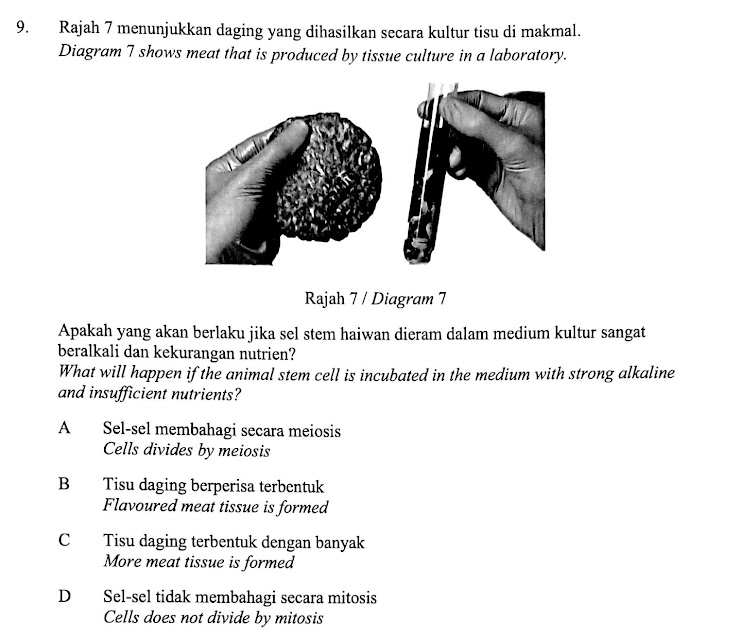 9. Rajah 7 menunjukkan daging yang dihasilkan secara kultur tisu di makmal.
Diagram 7 shows meat that is produced by tissue culture in a laboratory.
Rajah 7 / Diagram 7
Apakah yang akan berlaku jika sel stem haiwan dieram dalam medium kultur sangat
beralkali dan kekurangan nutrien?
What will happen if the animal stem cell is incubated in the medium with strong alkaline
and insufficient nutrients?
A Sel-sel membahagi secara meiosis
Cells divides by meiosis
B Tisu daging berperisa terbentuk
Flavoured meat tissue is formed
C Tisu daging terbentuk dengan banyak
More meat tissue is formed
D Sel-sel tidak membahagi secara mitosis
Cells does not divide by mitosis